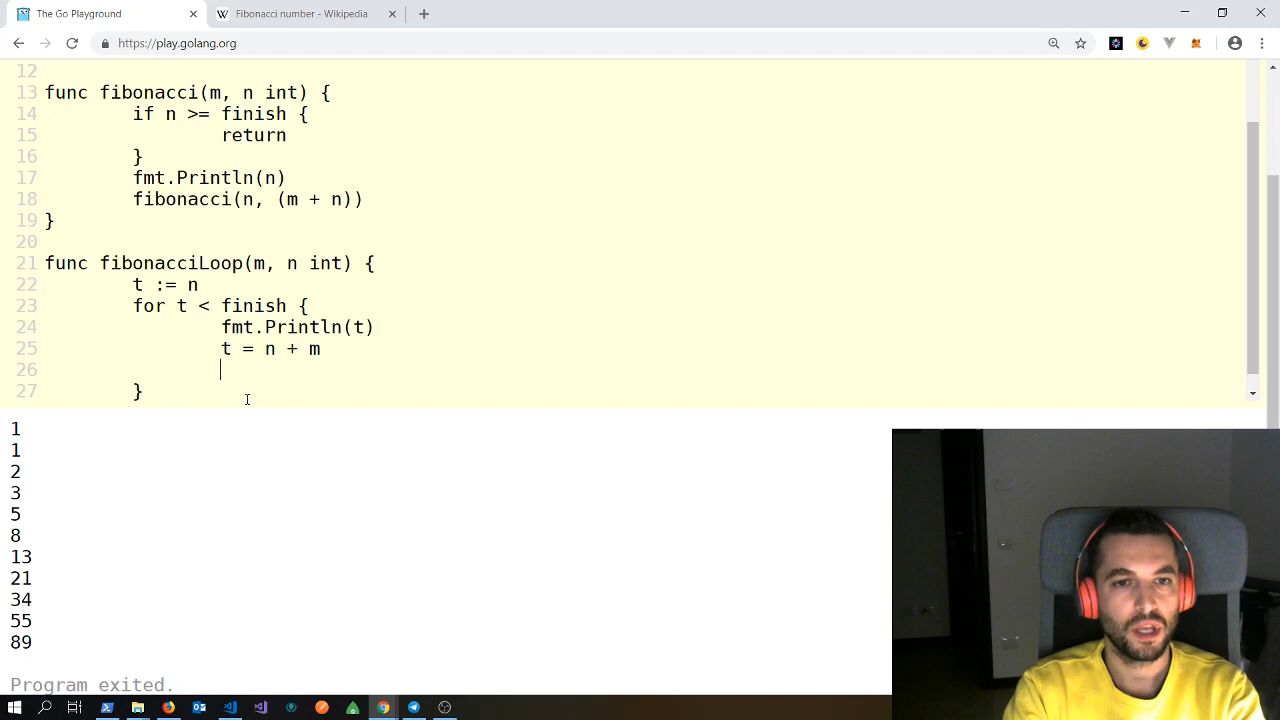 The Go Playground
Fibonacci number - Wikipedia
https://play.golang.org
12
13 func fibonacci(m, n int) {
14 if n >= finish {
15 return
16 }
17 fmt.Println(n)
18 fibonacci(n, (m + n))
19 }
20
21 func fibonacciLoop(m, n int) {
22 t := n
23 for t < finish {
24 fmt.Println(t)
25 t = n + m
26
27 }
1
1
2
3
5
8
13
21
34
55
89
Program exited.